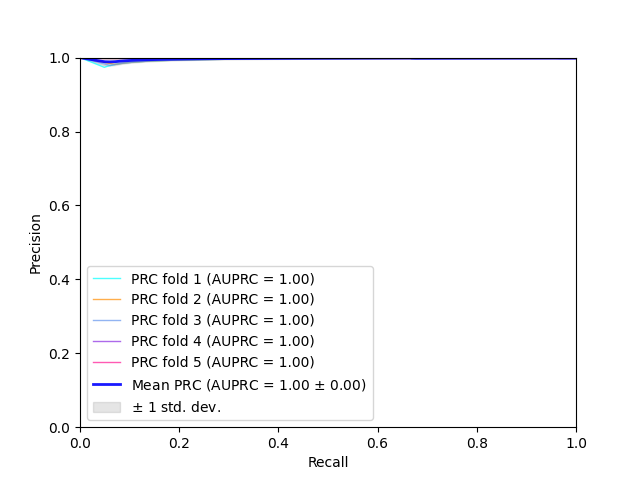 1.0
0.8
0.6
0.4
0.2
0.0
Precision
PRC fold 1 (AUPRC = 1.00)
PRC fold 2 (AUPRC = 1.00)
PRC fold 3 (AUPRC = 1.00)
PRC fold 4 (AUPRC = 1.00)
PRC fold 5 (AUPRC = 1.00)
Mean PRC (AUPRC = 1.00 ± 0.00)
± 1 std. dev.
0.0 0.2 0.4 0.6 0.8 1.0
Recall